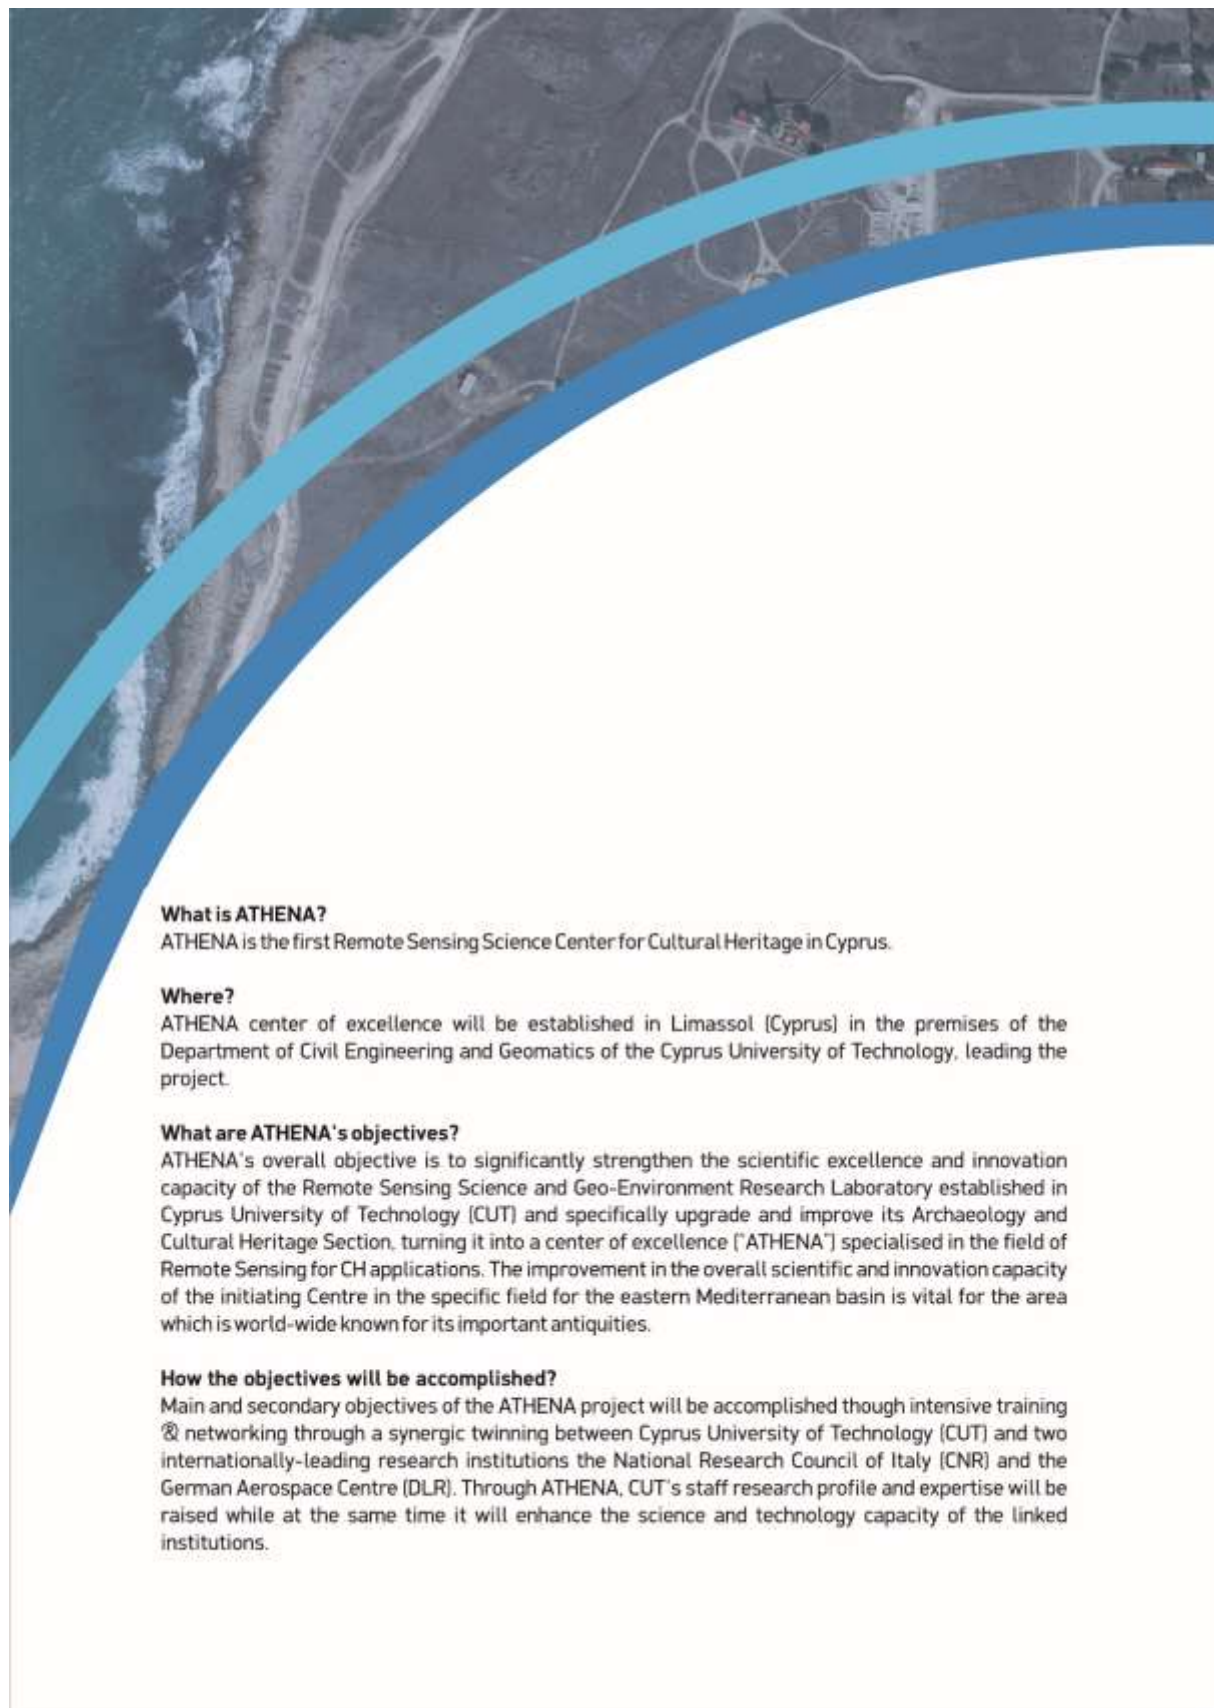 What is ATHENA?
ATHENA is the first Remote Sensing Science Center for Cultural Heritage in Cyprus.
Where?
ATHENA center of excellence will be established in Limassol (Cyprus) in the premises of the
Department of Civil Engineering and Geomatics of the Cyprus University of Technology, leading the
project.
What are ATHENA's objectives?
ATHENA's overall objective is to significantly strengthen the scientific excellence and innovation
capacity of the Remote Sensing Science and Geo-Environment Research Laboratory established in
Cyprus University of Technology (CUT) and specifically upgrade and improve its Archaeology and
Cultural Heritage Section, turning it into a center of excellence ("ATHENA") specialised in the field of
Remote Sensing for CH applications. The improvement in the overall scientific and innovation capacity
of the initiating Centre in the specific field for the eastern Mediterranean basin is vital for the area
which is world-wide known for its important antiquities.
How the objectives will be accomplished?
Main and secondary objectives of the ATHENA project will be accomplished though intensive training
& networking through a synergic twinning between Cyprus University of Technology (CUT) and two
internationally-leading research institutions the National Research Council of Italy (CNR) and the
German Aerospace Centre (DLR). Through ATHENA, CUT's staff research profile and expertise will be
raised while at the same time it will enhance the science and technology capacity of the linked
institutions.